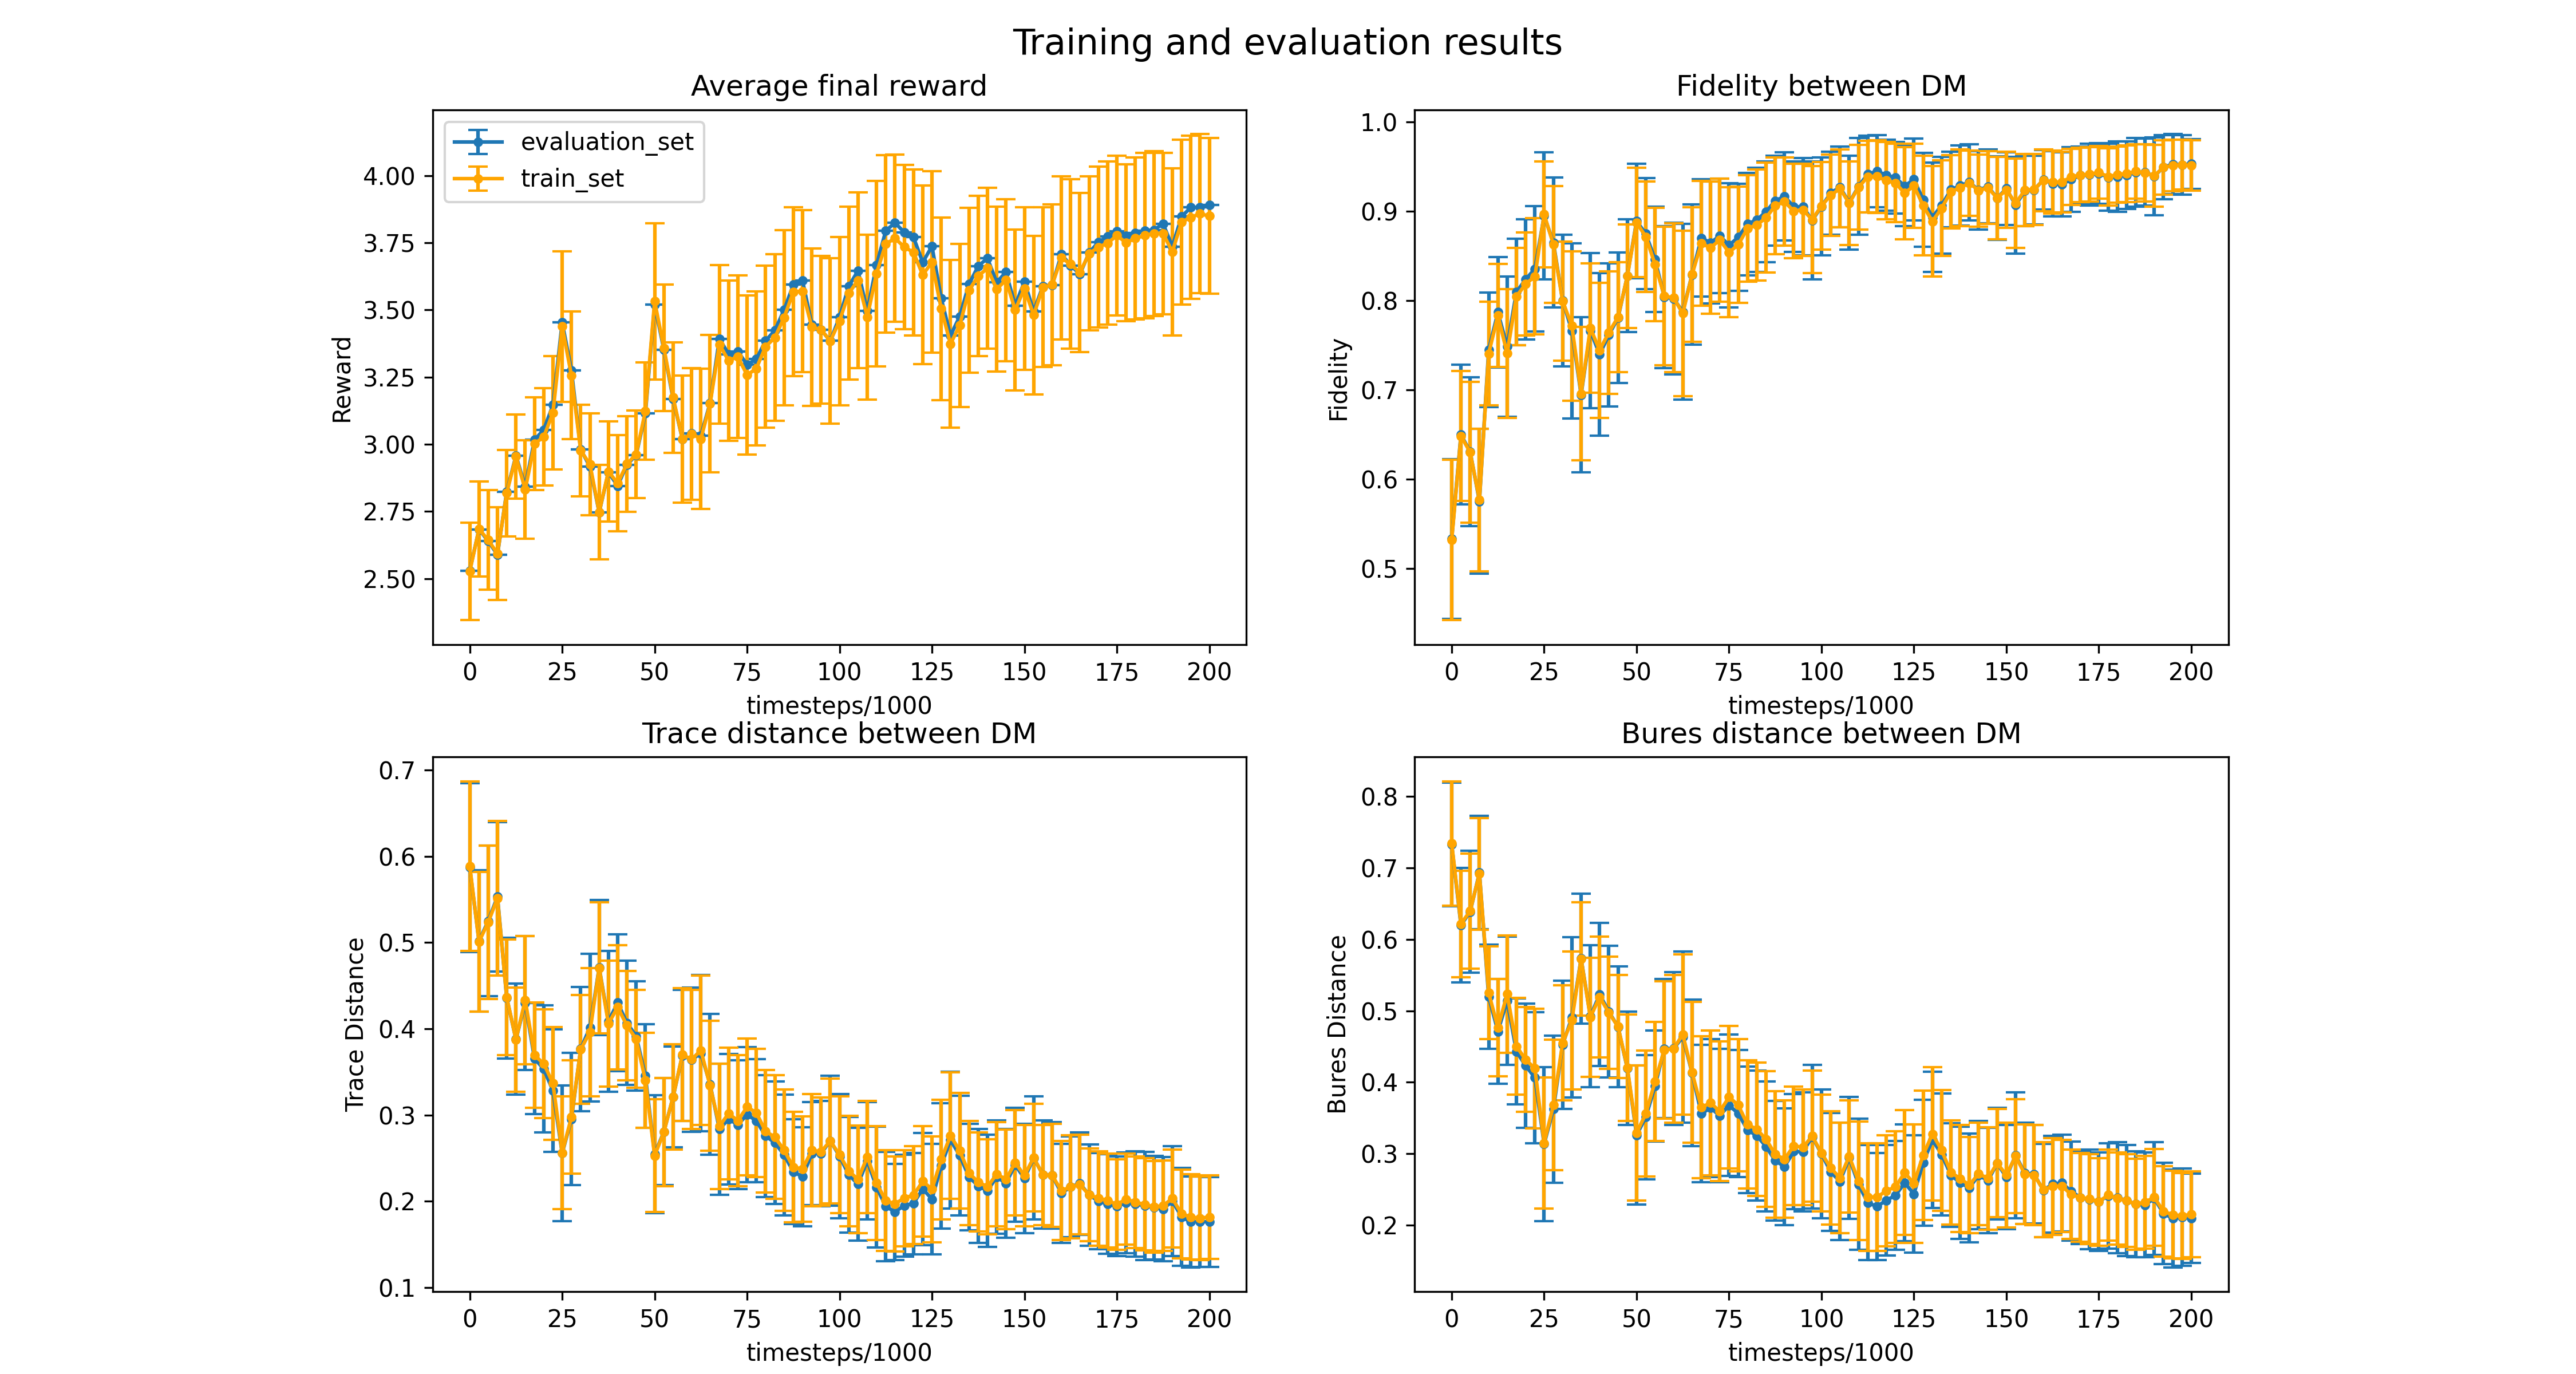 Training and evaluation results
Average final reward
evaluation_set
train_set
4.00
3.75
3.50
3.25
3.00
2.75
2.50
Reward
0 25 50 75 100 125 150 175 200
timesteps/1000
Fidelity between DM
1.0
0.9
0.8
0.7
0.6
0.5
Fidelity
0 25 50 75 100 125 150 175 200
timesteps/1000
Trace distance between DM
0.7
0.6
0.5
0.4
0.3
0.2
0.1
Trace Distance
0 25 50 75 100 125 150 175 200
timesteps/1000
Bures distance between DM
0.8
0.7
0.6
0.5
0.4
0.3
0.2
Bures Distance
0 25 50 75 100 125 150 175 200
timesteps/1000